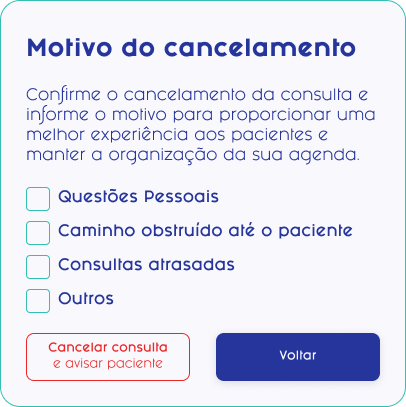 Motivo do cancelamento
Confirme o cancelamento da consulta e
informe o motivo para proporcionar uma
melhor experiência aos pacientes e
manter a organização da sua agenda.
Questões Pessoais
Caminho obstruído até o paciente
Consultas atrasadas
Outros
Cancelar consulta
e avisar paciente
Voltar